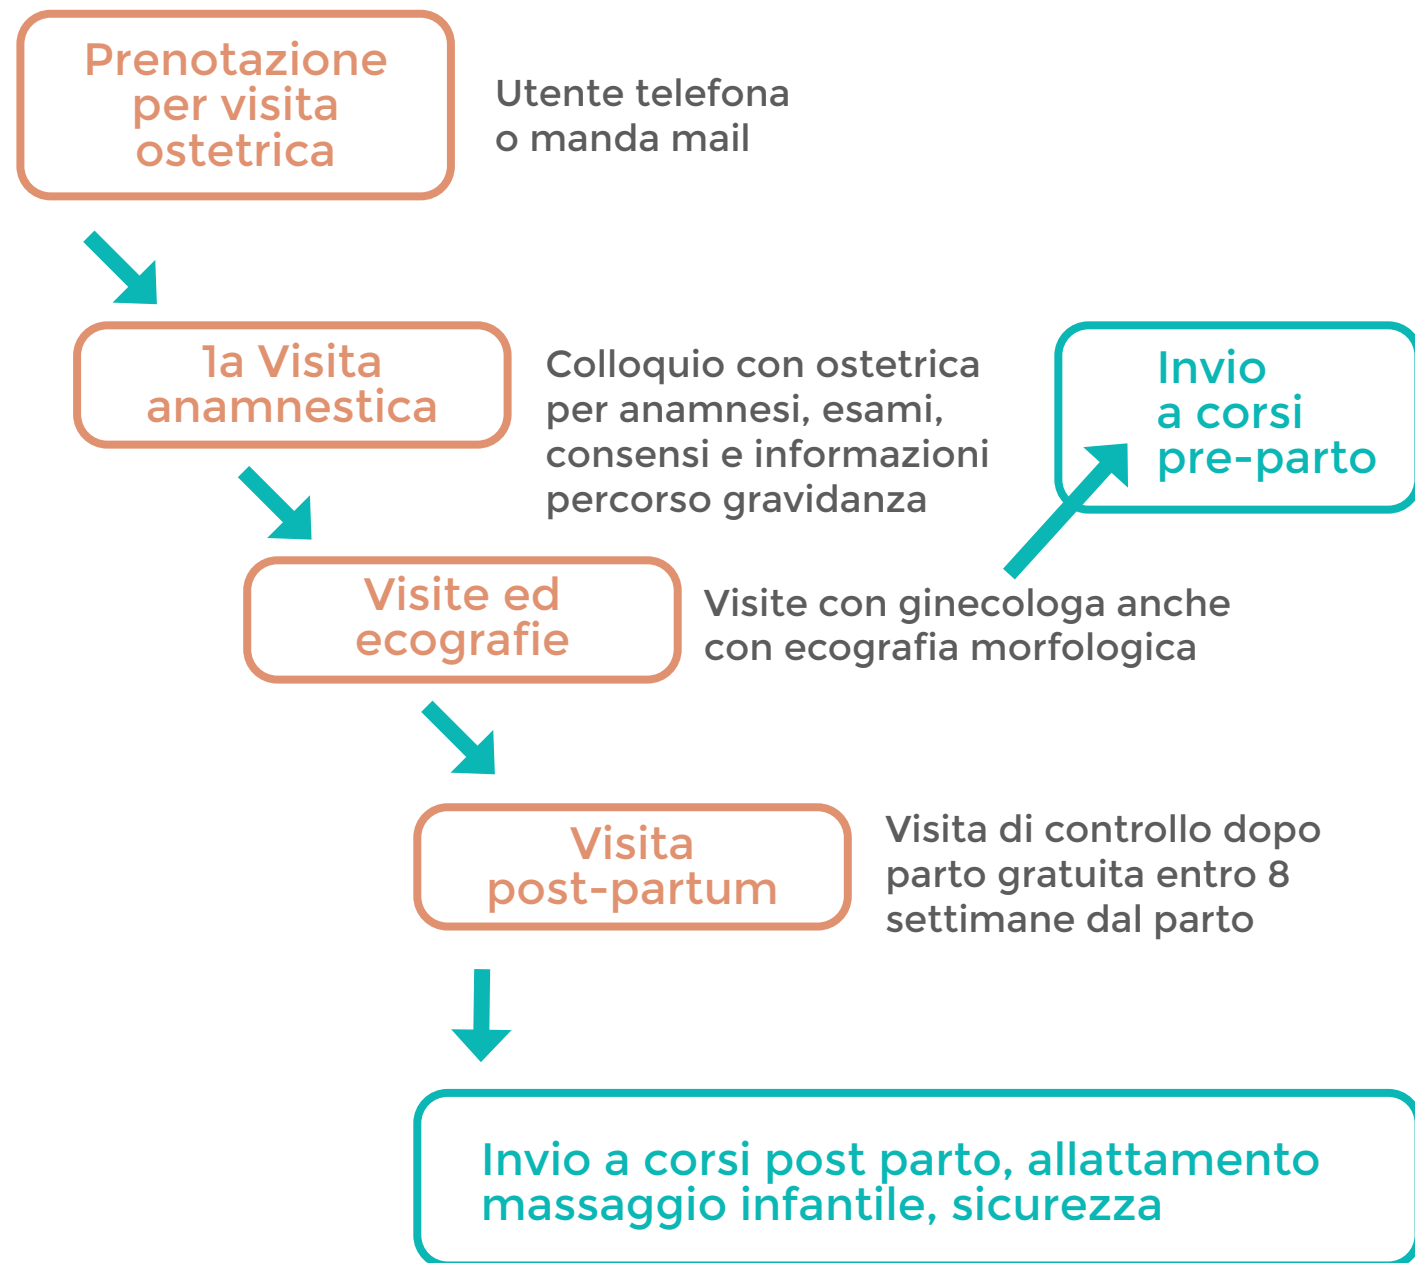 Prenotazione
per visita
ostetrica
Utente telefona
o manda mail
1a Visita
anamnestica
Colloquio con ostetrica
per anamnesi, esami,
consensi e informazioni
percorso gravidanza
Invio
a corsi
pre-parto
Visite ed
ecografie
Visite con ginecologa anche
con ecografia morfologica
Visita
post-partum
Visita di controllo dopo
parto gratuita entro 8
settimane dal parto
Invio a corsi post parto, allattamento
massaggio infantile, sicurezza